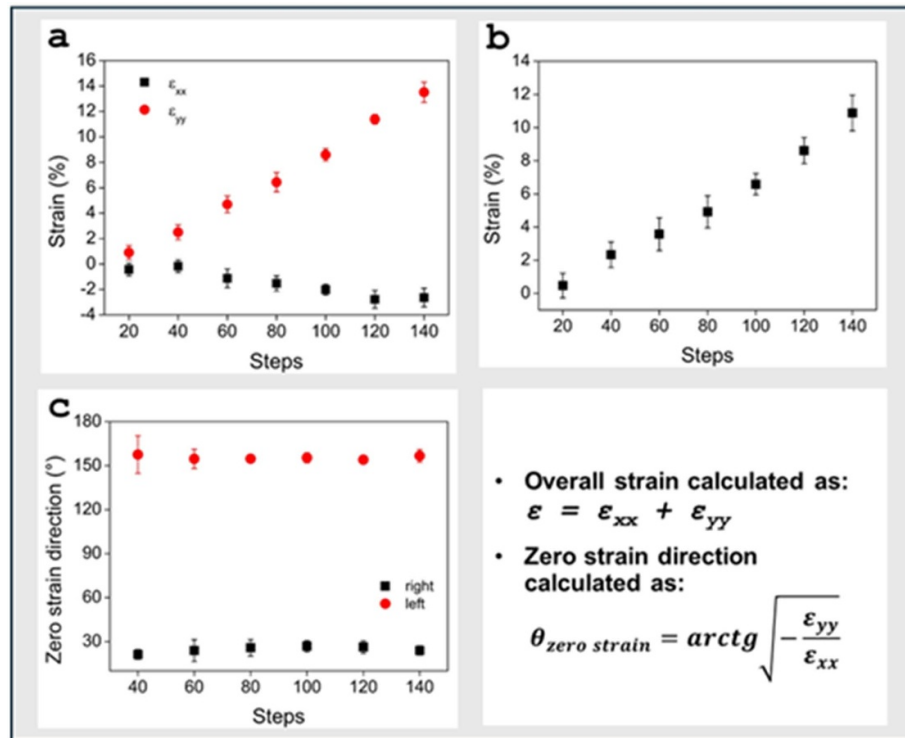 a
16
14
12
10
8
6
4
2
0
-2
-4
εxx
εyy
Strain (%)
20 40 60 80 100 120 140
Steps
b
14
12
10
8
6
4
2
0
Strain (%)
20 40 60 80 100 120 140
Steps
c
180
150
120
90
60
30
Zero strain direction (°)
right
left
40 60 80 100 120 140
Steps
• Overall strain calculated as:
ε = εxx + εyy
• Zero strain direction
calculated as:
θzero strain = arctg√(-εyy/εxx)